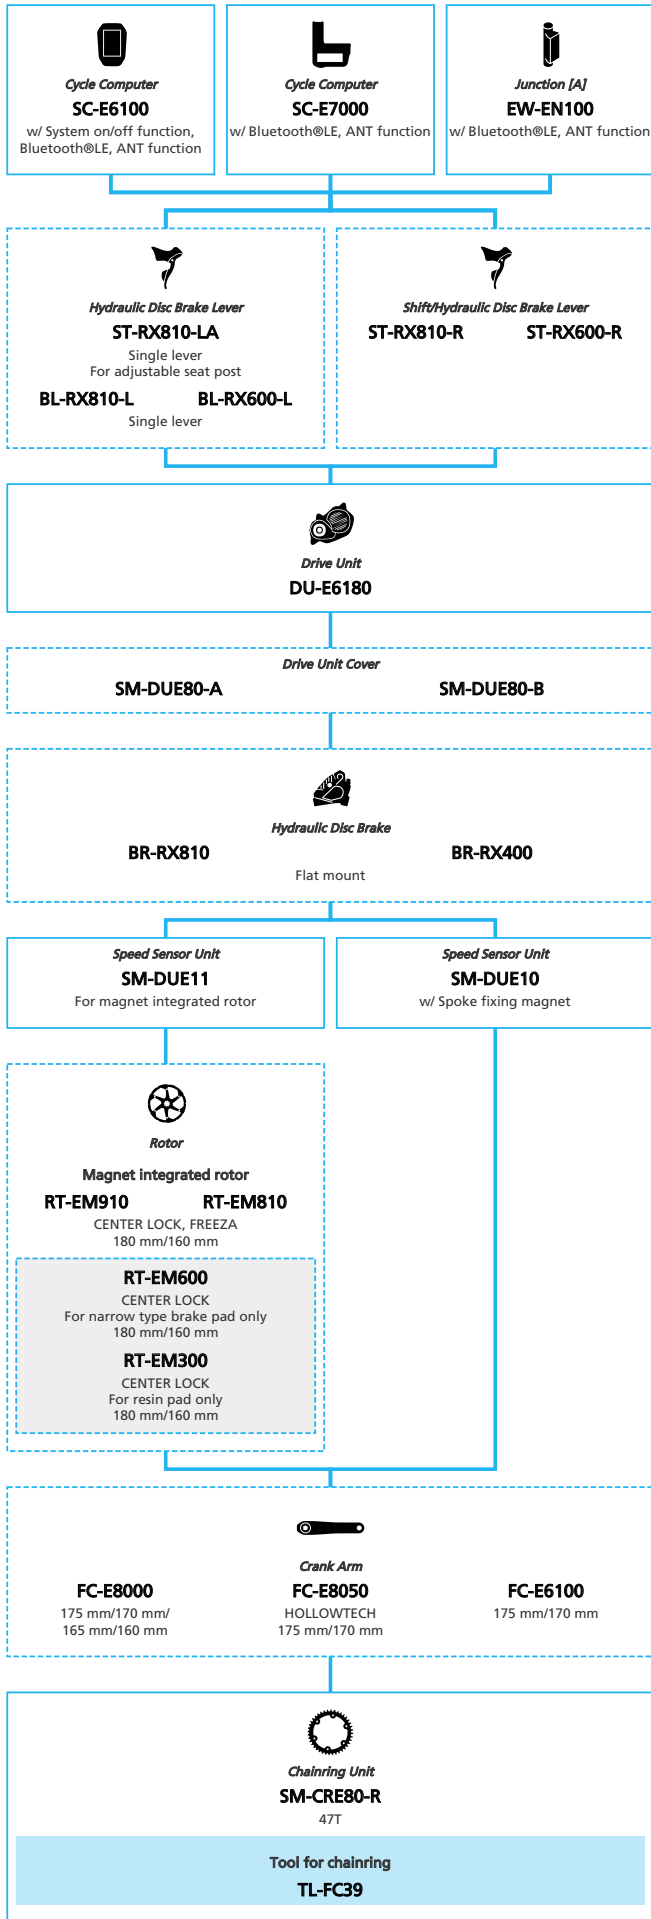 Cycle Computer
SC-E6100
w/ System on/off function,
Bluetooth®LE, ANT function
Cycle Computer
SC-E7000
w/ Bluetooth®LE, ANT function
Junction [A]
EW-EN100
w/ Bluetooth®LE, ANT function
Hydraulic Disc Brake Lever
ST-RX810-LA
Single lever
For adjustable seat post
BL-RX810-L BL-RX600-L
Single lever
Shift/Hydraulic Disc Brake Lever
ST-RX810-R ST-RX600-R
Drive Unit
DU-E6180
Drive Unit Cover
SM-DUE80-A SM-DUE80-B
Hydraulic Disc Brake
BR-RX810 BR-RX400
Flat mount
Speed Sensor Unit
SM-DUE11
For magnet integrated rotor
Speed Sensor Unit
SM-DUE10
w/ Spoke fixing magnet
Rotor
Magnet integrated rotor
RT-EM910 RT-EM810
CENTER LOCK, FREEZA
180 mm/160 mm
RT-EM600
CENTER LOCK
For narrow type brake pad only
180 mm/160 mm
RT-EM300
CENTER LOCK
For resin pad only
180 mm/160 mm
Crank Arm
FC-E8000
175 mm/170 mm/
165 mm/160 mm
FC-E8050
HOLLOWTECH
175 mm/170 mm
FC-E6100
175 mm/170 mm
Chainring Unit
SM-CRE80-R
47T
Tool for chainring
TL-FC39